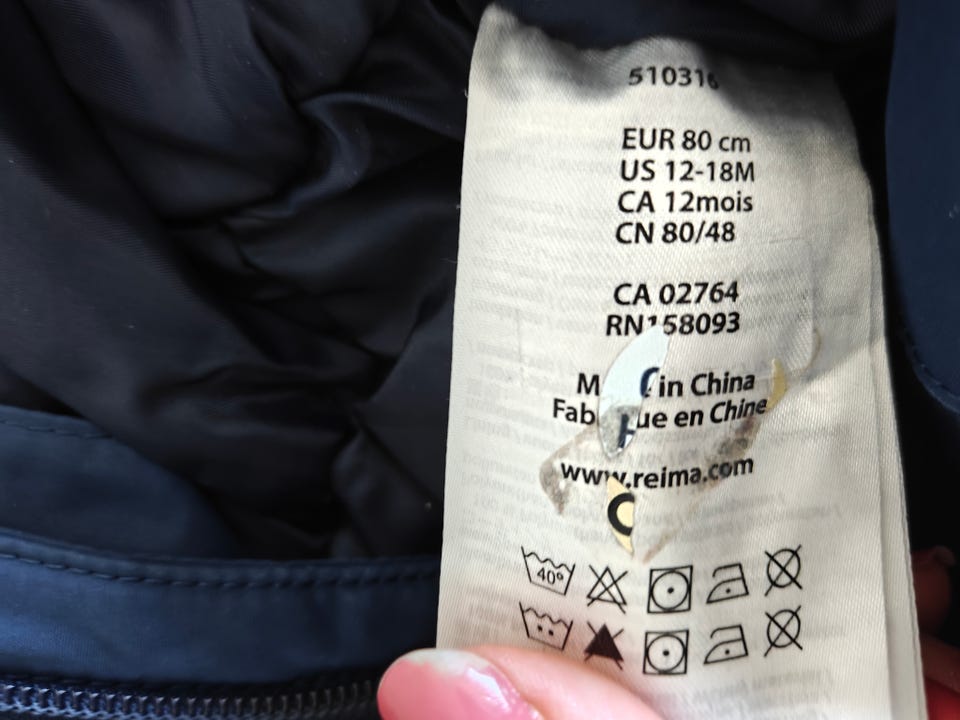 510316
EUR 80 cm
US 12-18M
CA 12mois
CN 80/48
CA 02764
RN158093
in China
en Chine
www.reima.com
40°